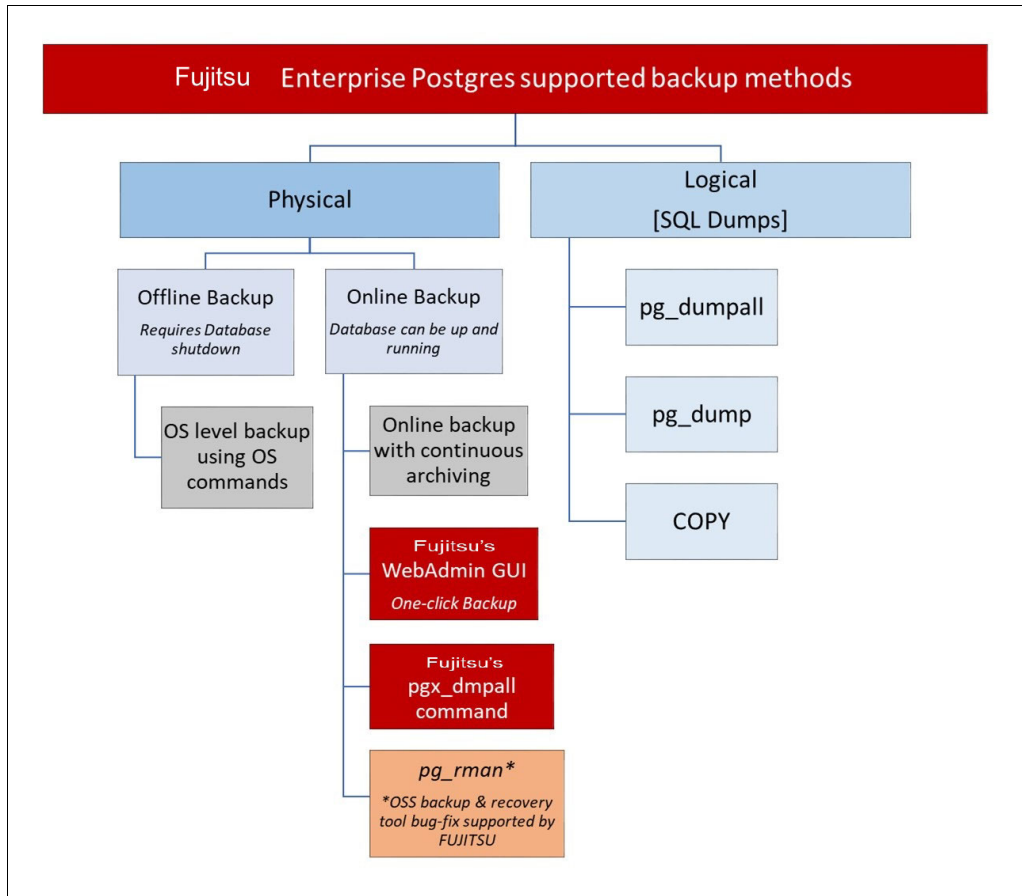 Fujitsu Enterprise Postgres supported backup methods
Physical
Logical
[SQL Dumps]
Offline Backup
Requires Database
shutdown
Online Backup
Database can be up and
running
pg_dumpall
OS level backup
using OS
commands
Online backup
with continuous
archiving
pg_dump
COPY
Fujitsu's
WebAdmin GUI
One-click Backup
Fujitsu's
pgx_dmpall
command
pg_rman*
*OSS backup & recovery
tool bug-fix supported by
FUJITSU